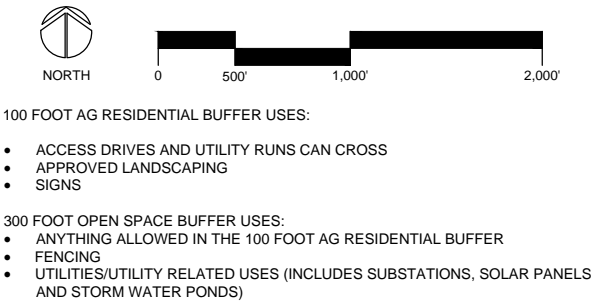 NORTH
0 500' 1,000' 2,000'
100 FOOT AG RESIDENTIAL BUFFER USES:
• ACCESS DRIVES AND UTILITY RUNS CAN CROSS
• APPROVED LANDSCAPING
• SIGNS
300 FOOT OPEN SPACE BUFFER USES:
• ANYTHING ALLOWED IN THE 100 FOOT AG RESIDENTIAL BUFFER
• FENCING
• UTILITIES/UTILITY RELATED USES (INCLUDES SUBSTATIONS, SOLAR PANELS
AND STORM WATER PONDS)